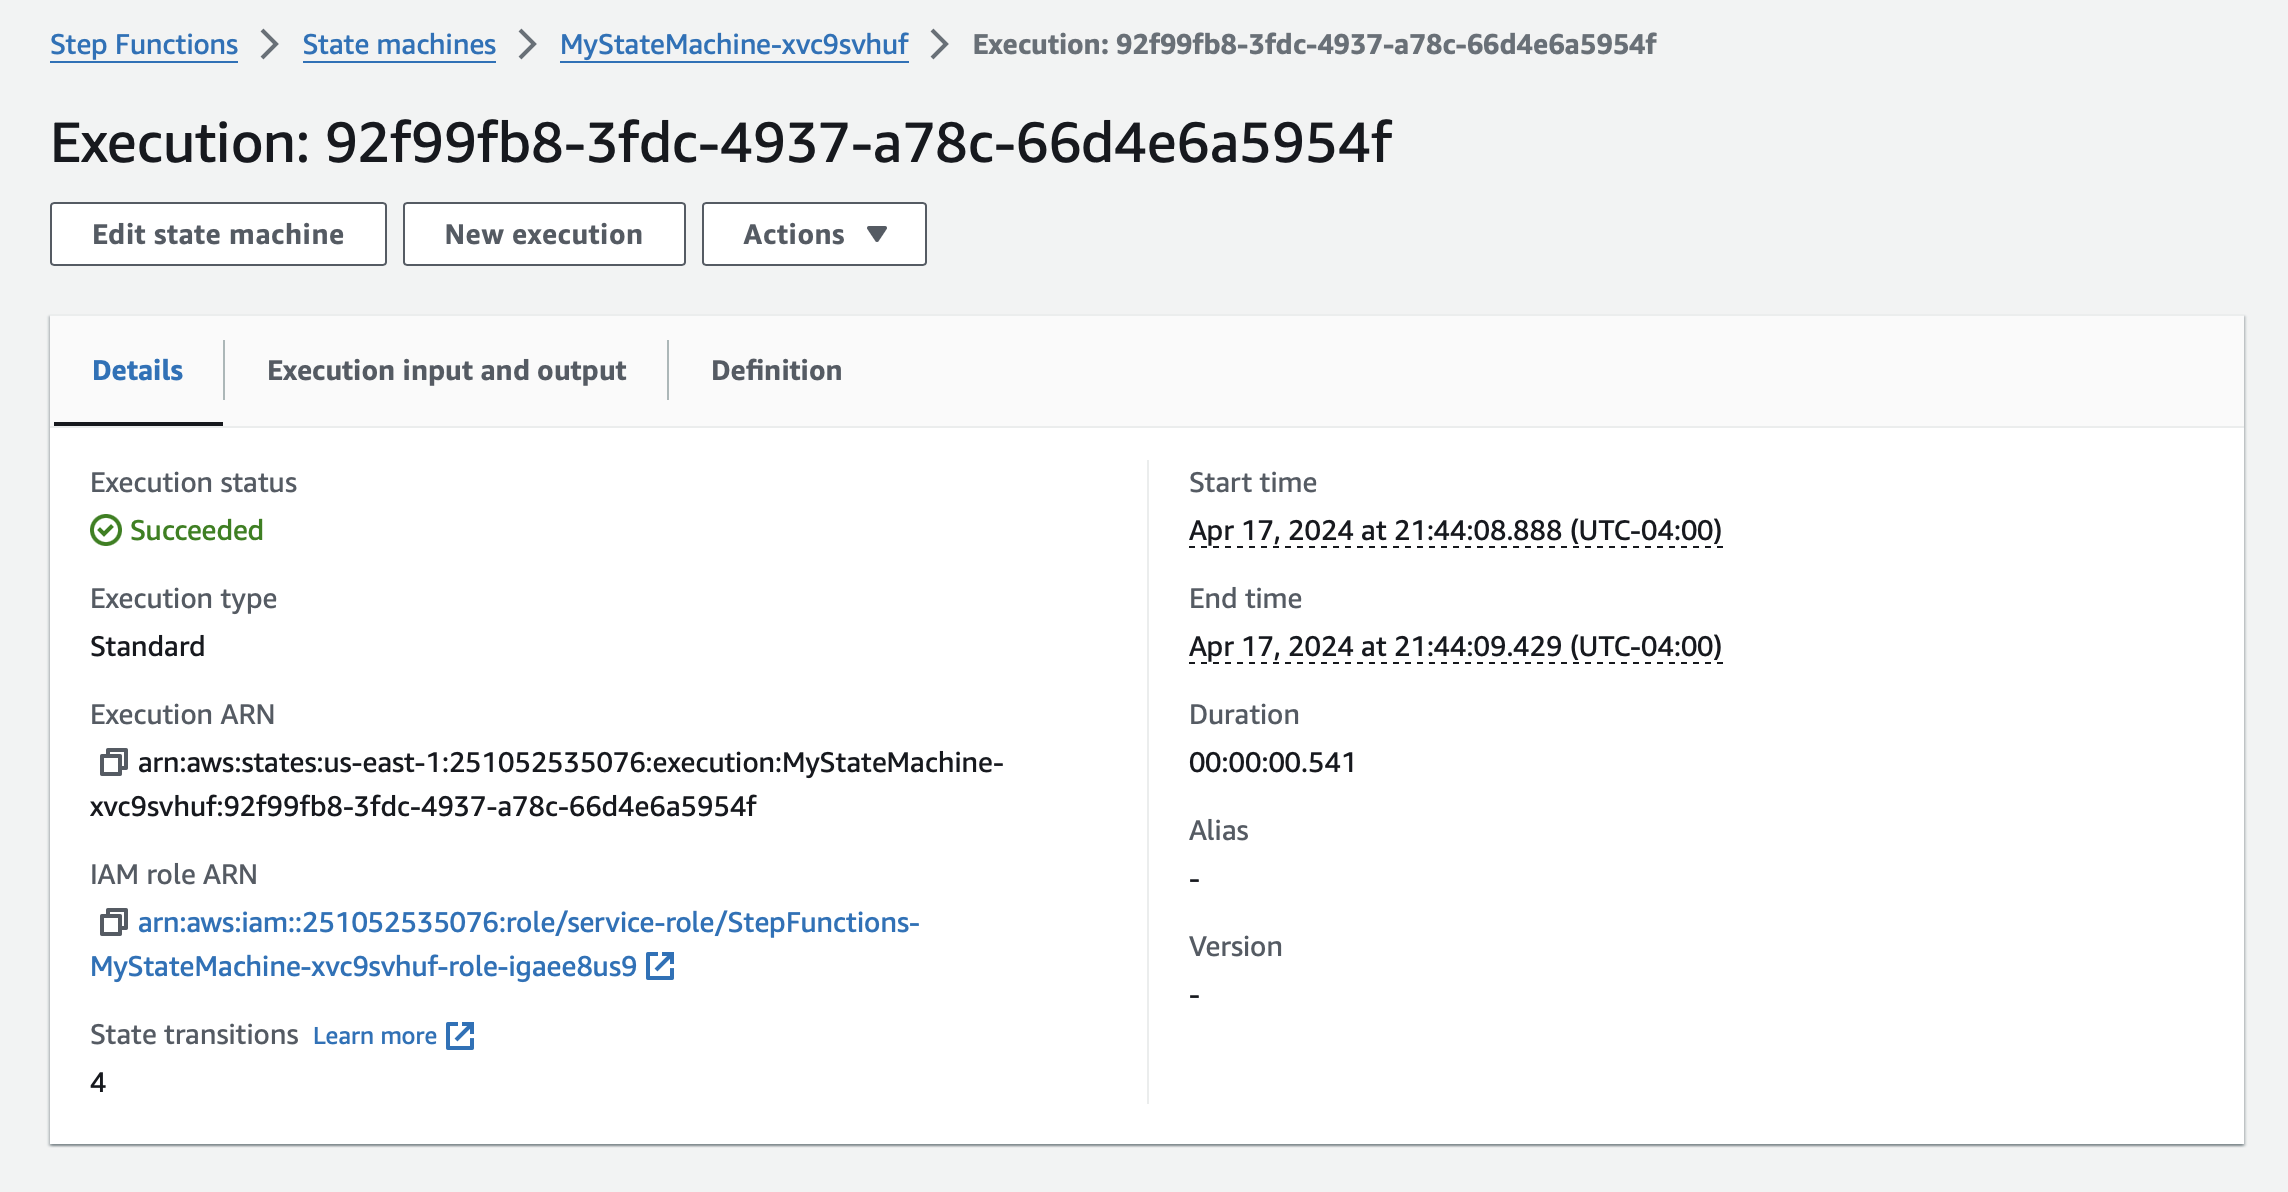 Step Functions > State machines > MyStateMachine-xvc9svhuf > Execution: 92f99fb8-3fdc-4937-a78c-66d4e6a5954f
Execution: 92f99fb8-3fdc-4937-a78c-66d4e6a5954f
Edit state machine New execution Actions
Details Execution input and output Definition
Execution status
Succeeded
Execution type
Standard
Execution ARN
arn:aws:states:us-east-1:251052535076:execution:MyStateMachine-
xvc9svhuf:92f99fb8-3fdc-4937-a78c-66d4e6a5954f
IAM role ARN
arn:aws:iam::251052535076:role/service-role/StepFunctions-
MyStateMachine-xvc9svhuf-role-igaee8us9
State transitions Learn more
4
Start time
Apr 17, 2024 at 21:44:08.888 (UTC-04:00)
End time
Apr 17, 2024 at 21:44:09.429 (UTC-04:00)
Duration
00:00:00.541
Alias
-
Version
-